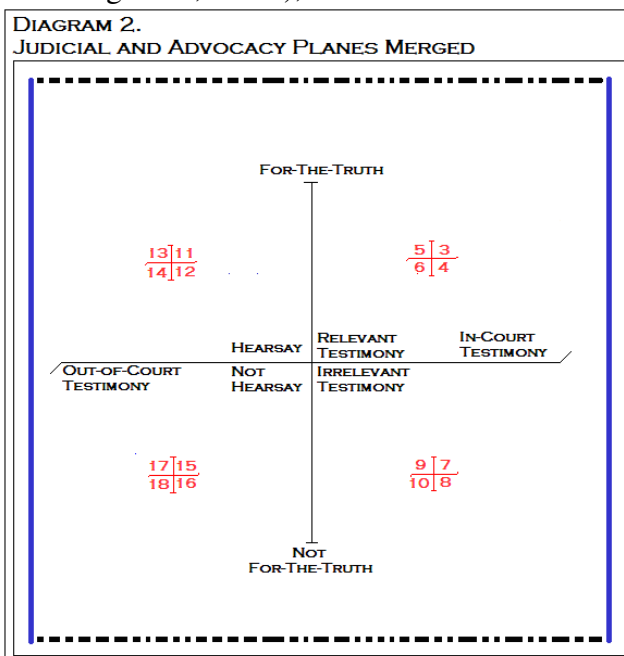 DIAGRAM 2.
JUDICIAL AND ADVOCACY PLANES MERGED
FOR-THE-TRUTH
13 11 5 3
14 12 6 4
HEARSAY RELEVANT TESTIMONY IN-COURT TESTIMONY
OUT-OF-COURT TESTIMONY NOT HEARSAY IRRELEVANT TESTIMONY
17 15 9 7
18 16 10 8
NOT
FOR-THE-TRUTH